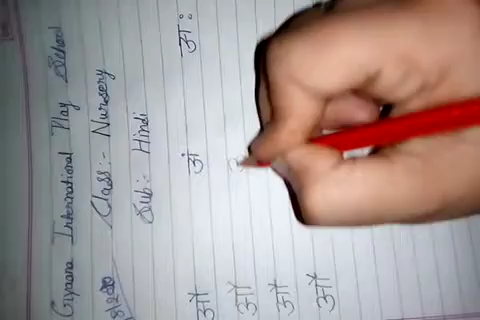 Gyaana International Play School
Class:- Nursery
Sub:- Hindi
औ अं अः
औ
औ
औ